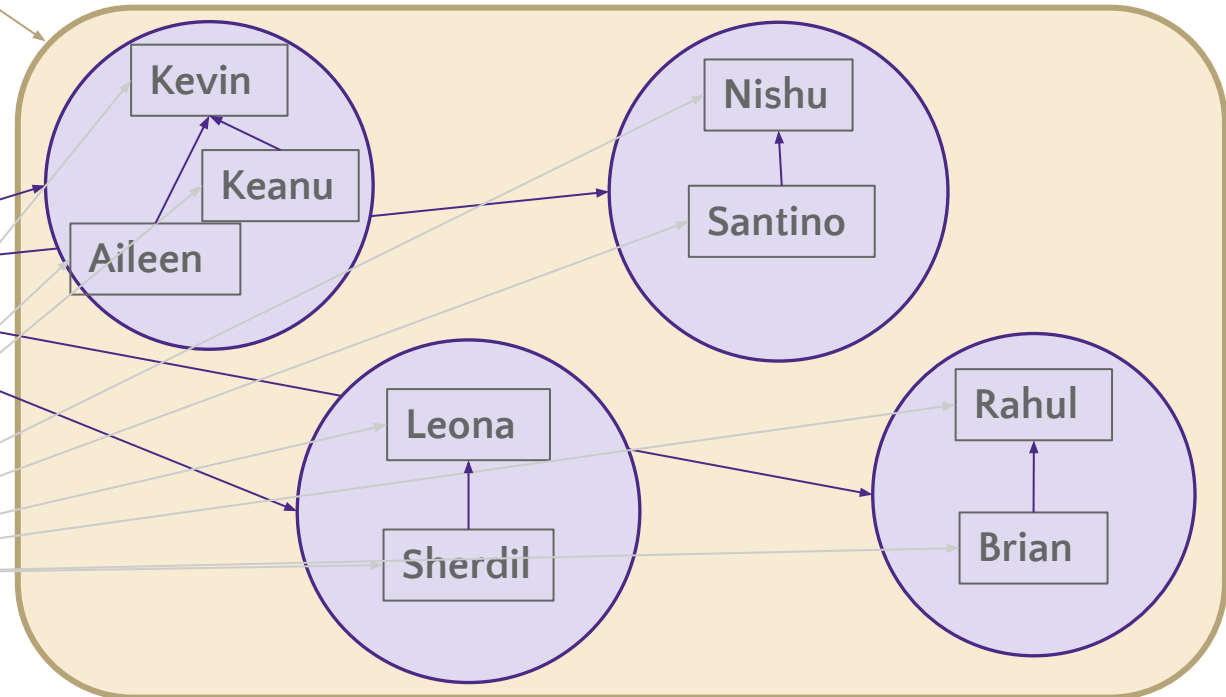 Kevin
Keanu
Aileen
Nishu
Santino
Leona
Sherdil
Rahul
Brian